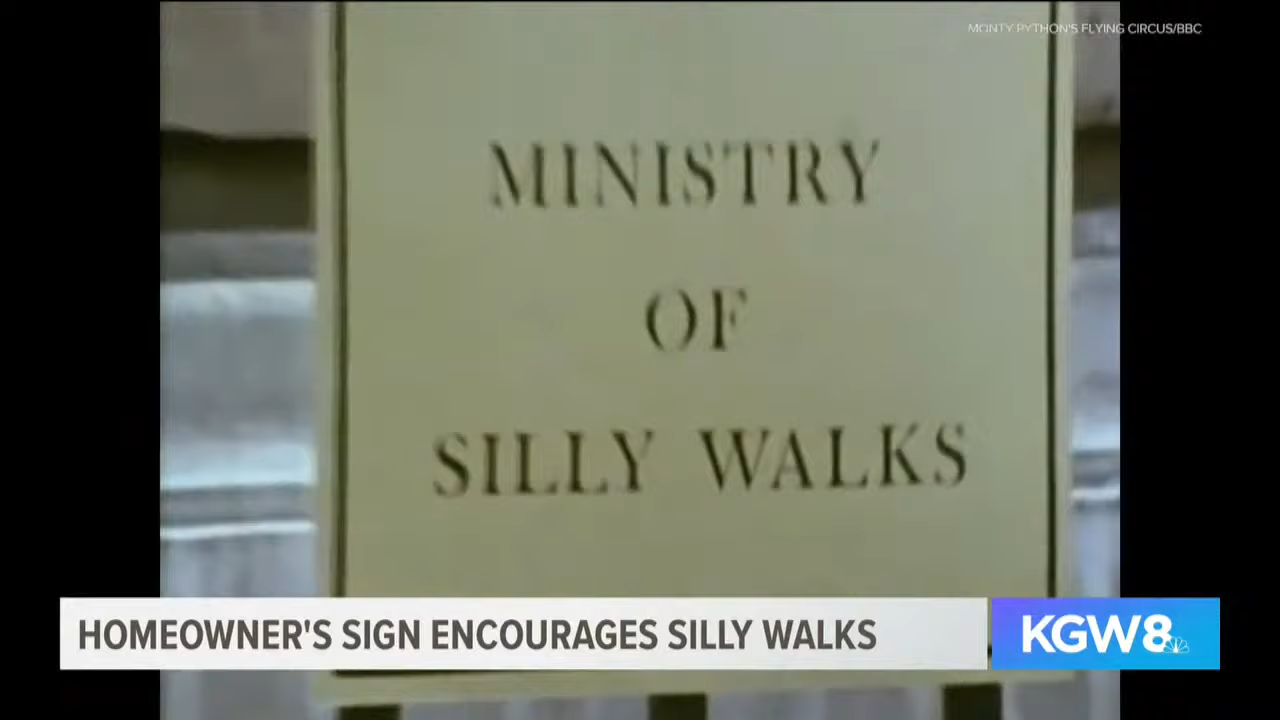 MONTY PYTHON'S FLYING CIRCUS/BBC
MINISTRY
OF
SILLY WALKS
HOMEOWNER'S SIGN ENCOURAGES SILLY WALKS
KGW8